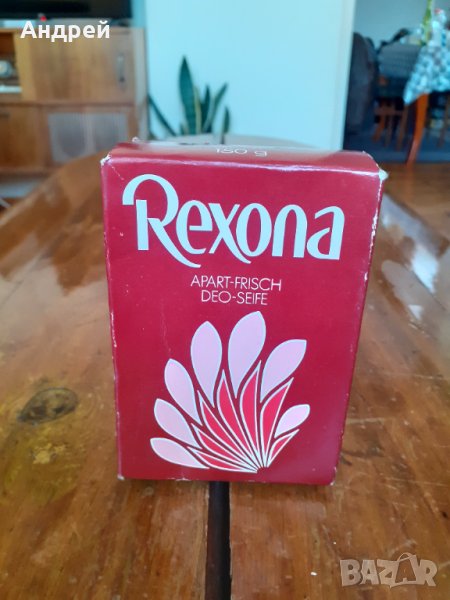 Андрей
150 g
Rexona
APART-FRISCH
DEO-SEIFE
BAZAR